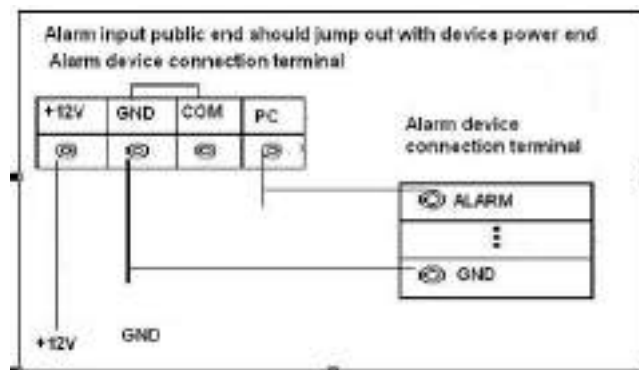 Alarm input public end should jump out with device power end
Alarm device connection terminal
+12V GND COM PC
Alarm device
connection terminal
ALARM
GND
+12V GND